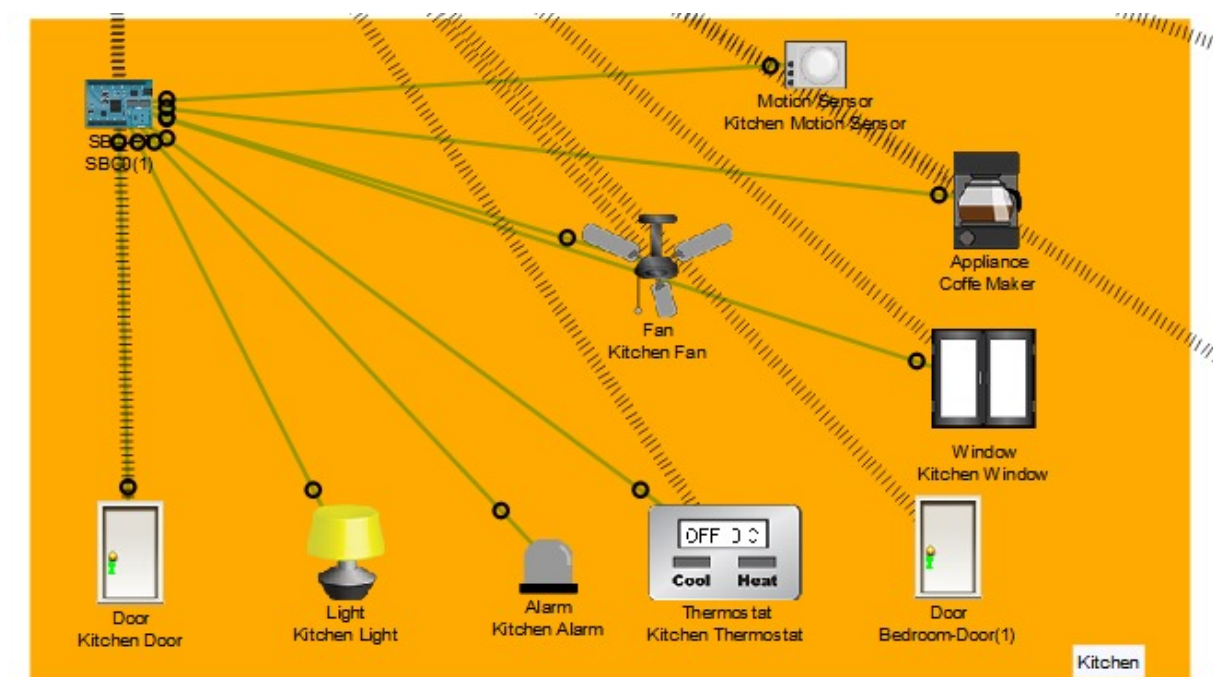 Motion Sensor
Kitchen Motion Sensor
SBC0(1)
Appliance
Coffe Maker
Fan
Kitchen Fan
Window
Kitchen Window
OFF
Cool Heat
Door
Kitchen Door
Light
Kitchen Light
Alarm
Kitchen Alarm
Thermostat
Kitchen Thermostat
Door
Bedroom-Door(1)
Kitchen